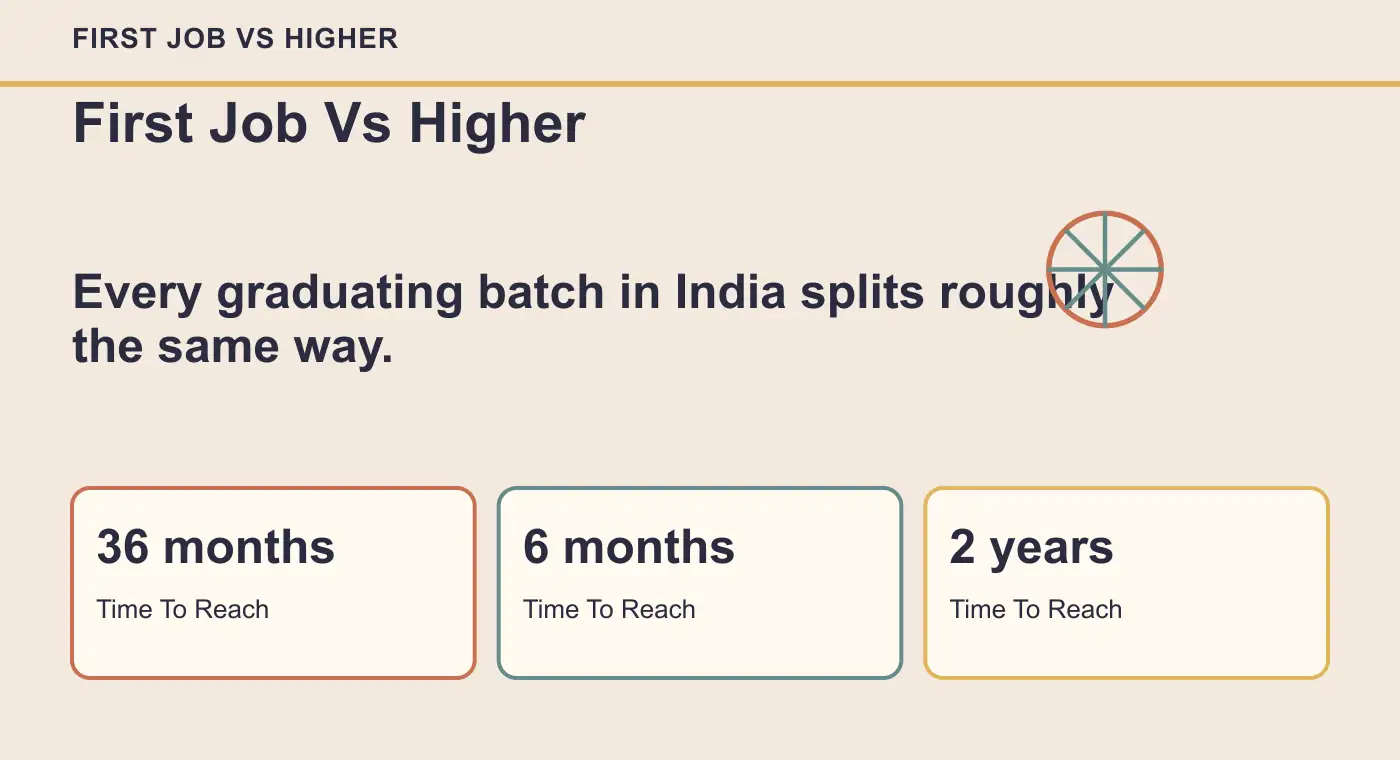 FIRST JOB VS HIGHER
First Job Vs Higher
Every graduating batch in India splits roughly
the same way.
36 months
Time To Reach
6 months
Time To Reach
2 years
Time To Reach